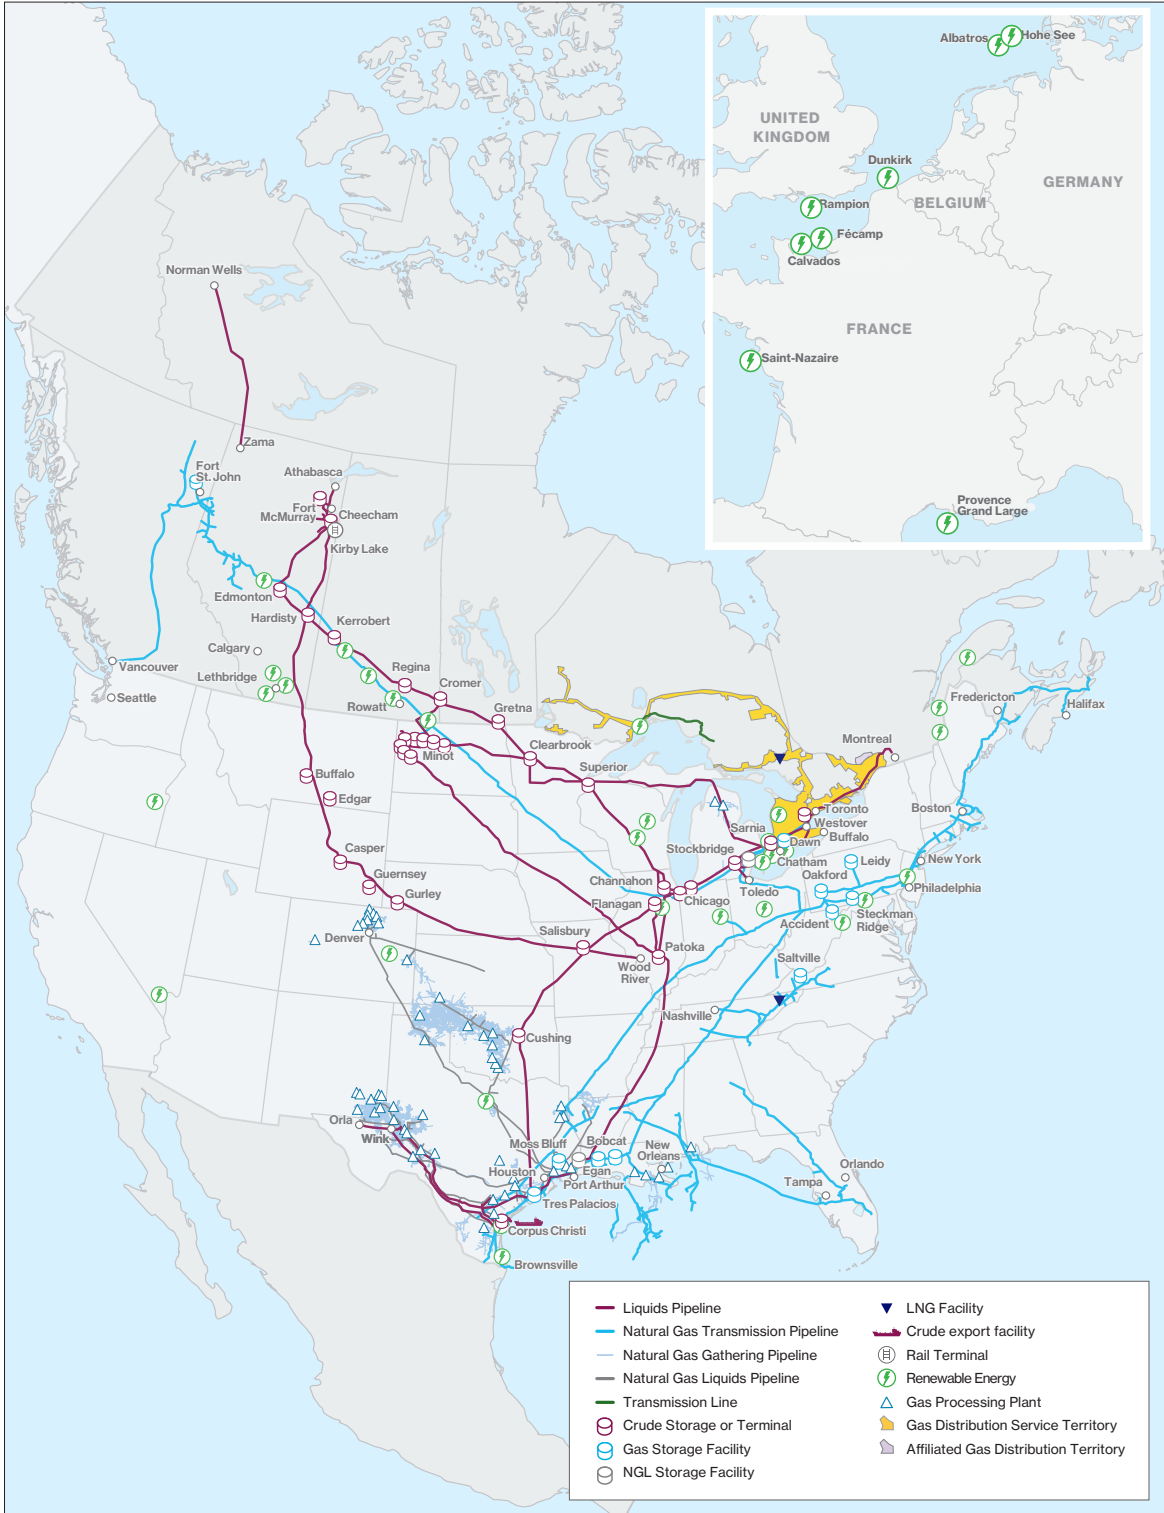 Albatros
Hohe See
UNITED
KINGDOM
Dunkirk
GERMANY
BELGIUM
Rampion
Fécamp
Calvados
FRANCE
Saint-Nazaire
Provence
Grand Large
Norman Wells
Zama
Fort
St. John
Athabasca
Fort
McMurray
Cheecham
Kirby Lake
Edmonton
Hardisty
Kerrobert
Calgary
Vancouver
Lethbridge
Regina
Cromer
Seattle
Rowatt
Gretna
Fredericton
Halifax
Minot
Clearbrook
Montreal
Superior
Buffalo
Edgar
Toronto
Boston
Westover
Sarnia
Buffalo
Dawn
Stockbridge
Casper
Chatham
Leidy
New York
Guernsey
Oakford
Channahon
Toledo
Philadelphia
Gurley
Chicago
Flanagan
Steckman
Ridge
Accident
Denver
Salisbury
Patoka
Wood
River
Saltville
Nashville
Cushing
Orla
Wink
Moss Bluff
Bobcat
New
Orleans
Houston
Egan
Port Arthur
Orlando
Tampa
Tres Palacios
Corpus Christi
Brownsville
Liquids Pipeline
Natural Gas Transmission Pipeline
Natural Gas Gathering Pipeline
Natural Gas Liquids Pipeline
Transmission Line
Crude Storage or Terminal
Gas Storage Facility
NGL Storage Facility
LNG Facility
Crude export facility
Rail Terminal
Renewable Energy
Gas Processing Plant
Gas Distribution Service Territory
Affiliated Gas Distribution Territory